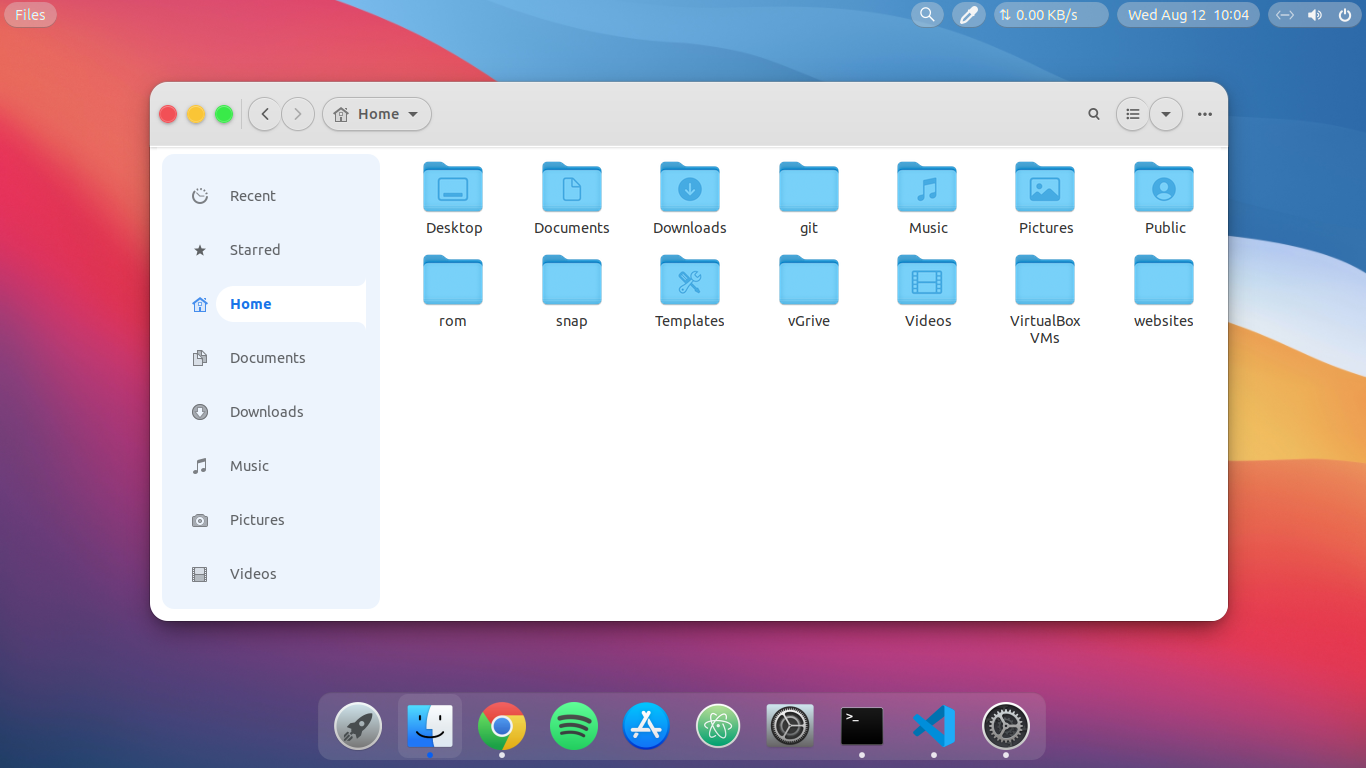 Files
0.00 KB/s
Wed Aug 12 10:04
Home
Recent
Starred
Home
Documents
Downloads
Music
Pictures
Videos
Desktop
Documents
Downloads
git
Music
Pictures
Public
rom
snap
Templates
vGrive
Videos
VirtualBox
VMs
websites
>_